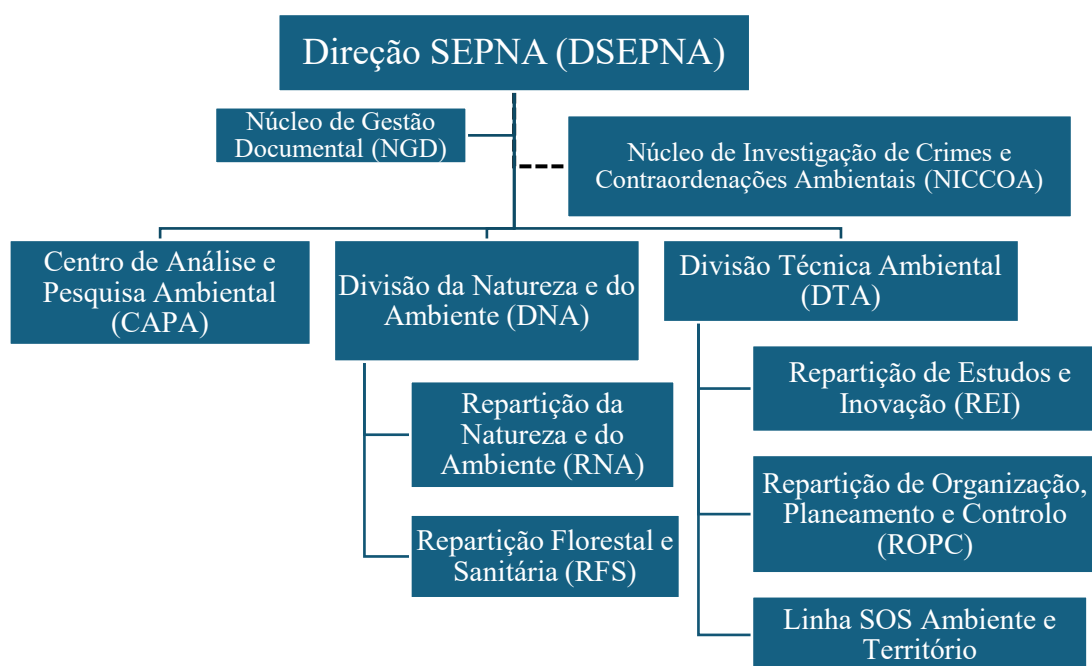 Direção SEPNA (DSEPNA)
Núcleo de Gestão
Documental (NGD)
Núcleo de Investigação de Crimes e
Contraordenações Ambientais (NICCOA)
Centro de Análise e
Pesquisa Ambiental
(CAPA)
Divisão da Natureza e do
Ambiente (DNA)
Divisão Técnica Ambiental
(DTA)
Repartição da
Natureza e do
Ambiente (RNA)
Repartição Florestal e
Sanitária (RFS)
Repartição de Estudos e
Inovação (REI)
Repartição de Organização,
Planeamento e Controlo
(ROPC)
Linha SOS Ambiente e
Território